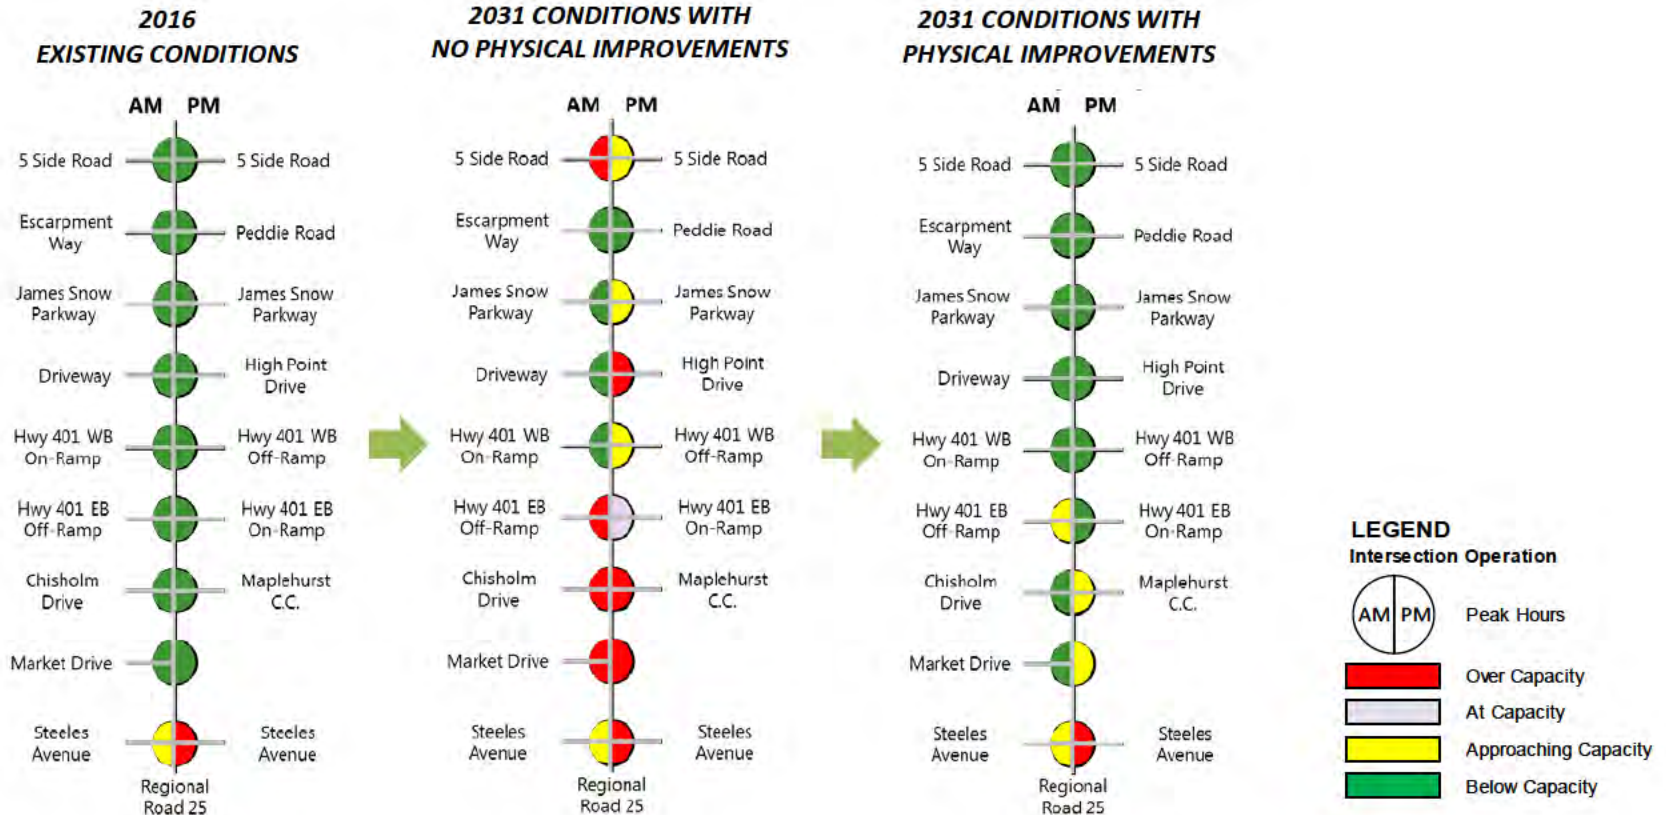 2016
EXISTING CONDITIONS
AM PM
5 Side Road
5 Side Road
Escarpment
Way
Peddie Road
James Snow
Parkway
James Snow
Parkway
Driveway
High Point
Drive
Hwy 401 WB
On-Ramp
Hwy 401 WB
Off-Ramp
Hwy 401 EB
Off-Ramp
Hwy 401 EB
On-Ramp
Chisholm
Drive
Maplehurst
C.C.
Market Drive
Steeles
Avenue
Steeles
Avenue
Regional
Road 25
2031 CONDITIONS WITH
NO PHYSICAL IMPROVEMENTS
AM PM
5 Side Road
5 Side Road
Escarpment
Way
Peddie Road
James Snow
Parkway
James Snow
Parkway
Driveway
High Point
Drive
Hwy 401 WB
On-Ramp
Hwy 401 WB
Off-Ramp
Hwy 401 EB
Off-Ramp
Hwy 401 EB
On-Ramp
Chisholm
Drive
Maplehurst
C.C.
Market Drive
Steeles
Avenue
Steeles
Avenue
Regional
Road 25
2031 CONDITIONS WITH
PHYSICAL IMPROVEMENTS
AM PM
5 Side Road
5 Side Road
Escarpment
Way
Peddie Road
James Snow
Parkway
James Snow
Parkway
Driveway
High Point
Drive
Hwy 401 WB
On-Ramp
Hwy 401 WB
Off-Ramp
Hwy 401 EB
Off-Ramp
Hwy 401 EB
On-Ramp
Chisholm
Drive
Maplehurst
C.C.
Market Drive
Steeles
Avenue
Steeles
Avenue
Regional
Road 25
LEGEND
Intersection Operation
AM PM Peak Hours
Over Capacity
At Capacity
Approaching Capacity
Below Capacity